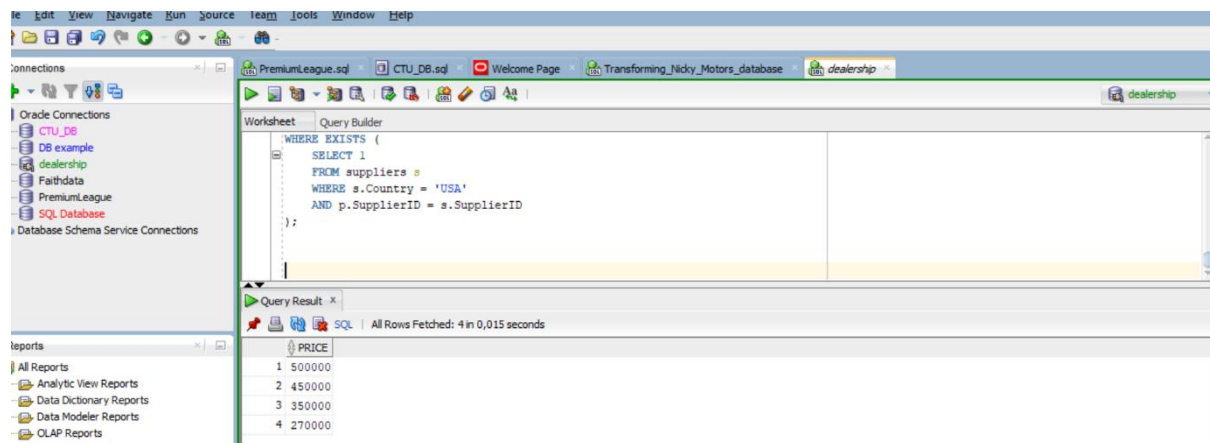 le Edit View Navigate Run Source Team Tools Window Help
Connections
PremiumLeague.sql CTU_DB.sql Welcome Page Transforming_Nicky_Motors_database dealership
dealership
Worksheet Query Builder
Oracle Connections
CTU_DB
DB example
dealership
Faithdata
PremiumLeague
SQL Database
Database Schema Service Connections
WHERE EXISTS (
SELECT 1
FROM suppliers s
WHERE s.Country = 'USA'
AND p.SupplierID = s.SupplierID
);
Query Result
SQL | All Rows Fetched: 4 in 0,015 seconds
PRICE
1 500000
2 450000
3 350000
4 270000
Reports
All Reports
Analytic View Reports
Data Dictionary Reports
Data Modeler Reports
OLAP Reports